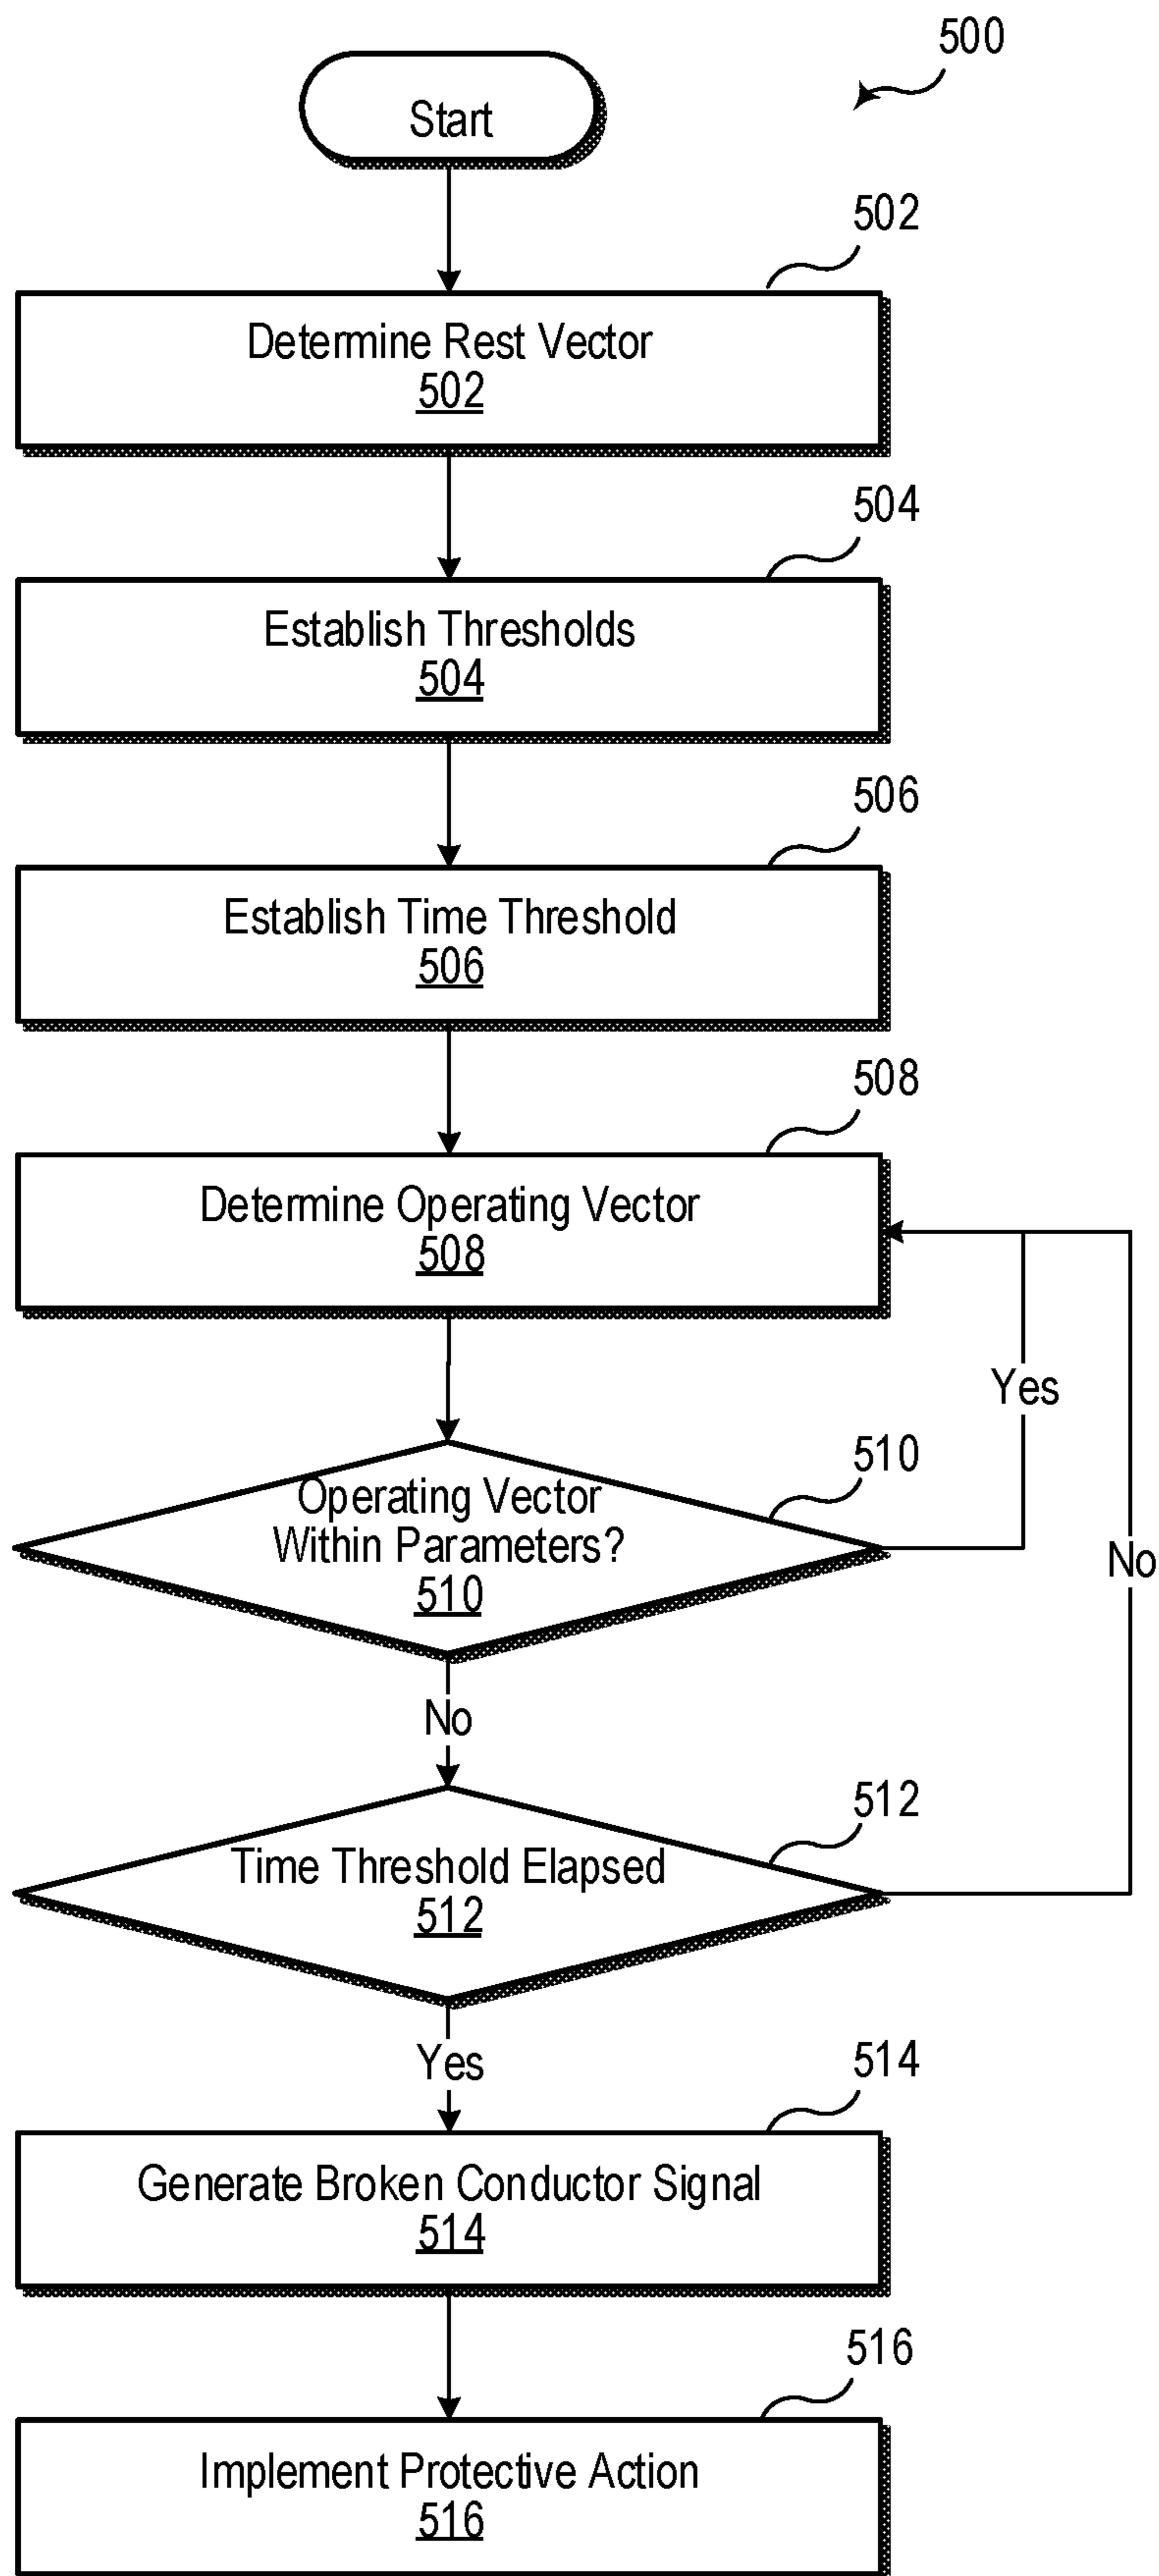 500
Start
502
Determine Rest Vector
502
504
Establish Thresholds
504
506
Establish Time Threshold
506
508
Determine Operating Vector
508
Yes
510
Operating Vector
Within Parameters?
510
No
No
512
Time Threshold Elapsed
512
Yes
514
Generate Broken Conductor Signal
514
516
Implement Protective Action
516